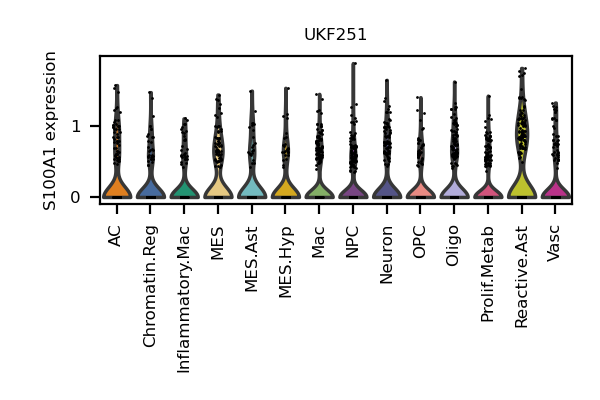 UKF251
S100A1 expression
1
0
AC
Chromatin.Reg
Inflammatory.Mac
MES
MES.Ast
MES.Hyp
Mac
NPC
Neuron
OPC
Oligo
Prolif.Metab
Reactive.Ast
Vasc